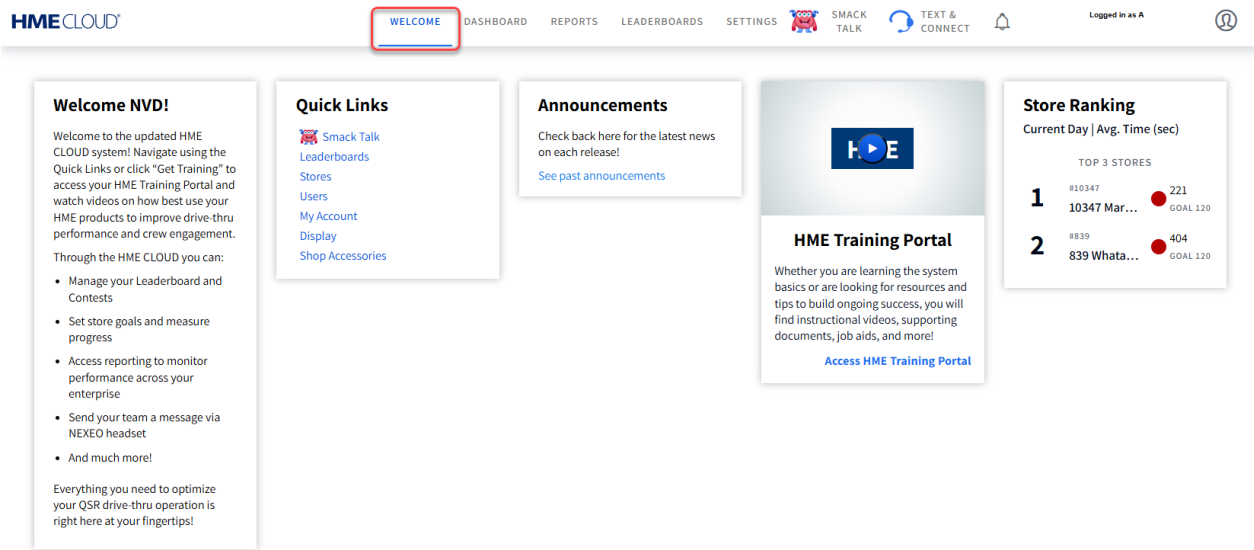 HME CLOUD®
WELCOME
DASHBOARD
REPORTS
LEADERBOARDS
SETTINGS
SMACK
TALK
TEXT &
CONNECT
Logged in as A
Welcome NVD!
Welcome to the updated HME
CLOUD system! Navigate using the
Quick Links or click “Get Training” to
access your HME Training Portal and
watch videos on how best use your
HME products to improve drive-thru
performance and crew engagement.
Through the HME CLOUD you can:
• Manage your Leaderboard and
Contests
• Set store goals and measure
progress
• Access reporting to monitor
performance across your
enterprise
• Send your team a message via
NEXEO headset
• And much more!
Everything you need to optimize
your QSR drive-thru operation is
right here at your fingertips!
Quick Links
Smack Talk
Leaderboards
Stores
Users
My Account
Display
Shop Accessories
Announcements
Check back here for the latest news
on each release!
See past announcements
HME
HME Training Portal
Whether you are learning the system
basics or are looking for resources and
tips to build ongoing success, you will
find instructional videos, supporting
documents, job aids, and more!
Access HME Training Portal
Store Ranking
Current Day | Avg. Time (sec)
TOP 3 STORES
1
#10347
10347 Mar...
221
GOAL 120
2
#839
839 Whata...
404
GOAL 120